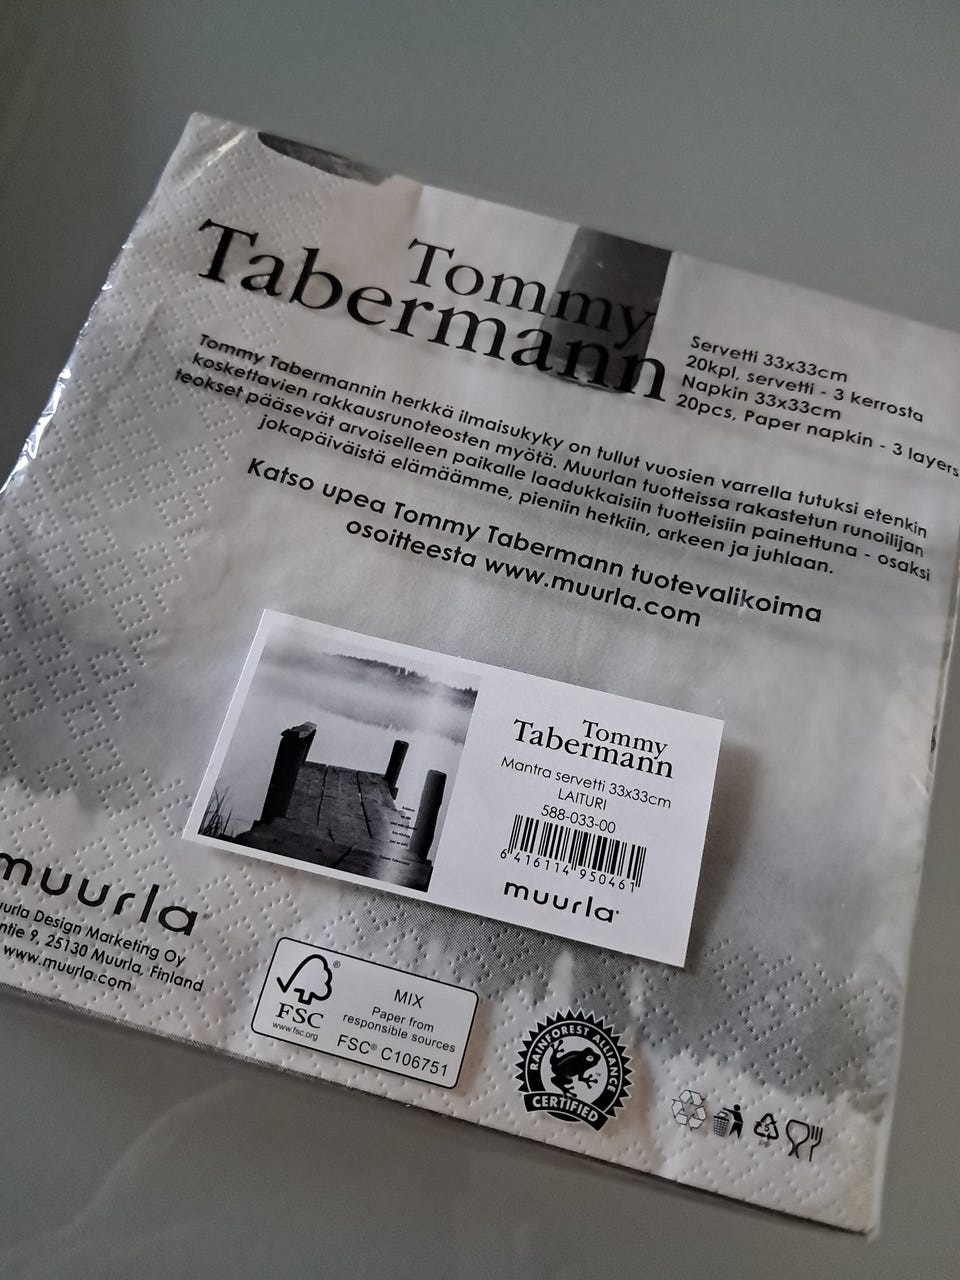 Tommy
Tabermann
Servetti 33x33cm
20kpl, servetti - 3 kerrosta
Napkin 33x33cm
20pcs, Paper napkin - 3 layers
Tommy Tabermannin herkkä ilmaisukyky on tullut vuosien varrella tutuksi etenkin
koskettavien rakkausrunoteosten myötä. Muurlan tuotteissa rakastetun runoilijan
teokset pääsevät arvoiselleen paikalle laadukkaisiin tuotteisiin painettuna - osaksi
jokapäiväistä elämäämme, pieniin hetkiin, arkeen ja juhlaan.
Katso upea Tommy Tabermann tuotevalikoima
osoitteesta www.muurla.com
Tommy
Tabermann
Mantra servetti 33x33cm
LAITURI
588-033-00
6 416114 950461
muurla
muurla
Design Marketing Oy
9, 25130 Muurla, Finland
www.muurla.com
FSC®
www.fsc.org
MIX
Paper from
responsible sources
FSC® C106751
RAINFOREST ALLIANCE
CERTIFIED
5
PP